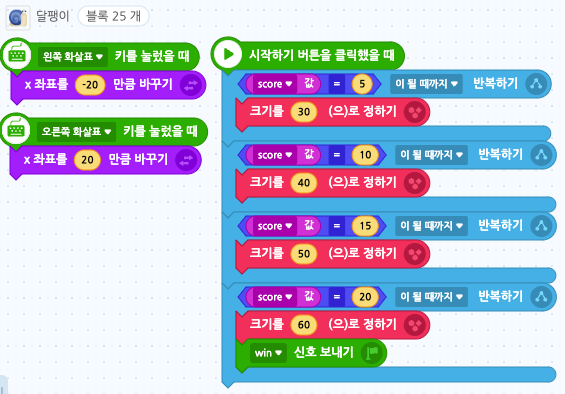 달팽이 블록 25 개
왼쪽 화살표 ▼ 키를 눌렀을 때
x 좌표를 -20 만큼 바꾸기
오른쪽 화살표 ▼ 키를 눌렀을 때
x 좌표를 20 만큼 바꾸기
시작하기 버튼을 클릭했을 때
score ▼ 값 = 5 이 될 때까지 ▼ 반복하기
크기를 30 (으)로 정하기
score ▼ 값 = 10 이 될 때까지 ▼ 반복하기
크기를 40 (으)로 정하기
score ▼ 값 = 15 이 될 때까지 ▼ 반복하기
크기를 50 (으)로 정하기
score ▼ 값 = 20 이 될 때까지 ▼ 반복하기
크기를 60 (으)로 정하기
win ▼ 신호 보내기